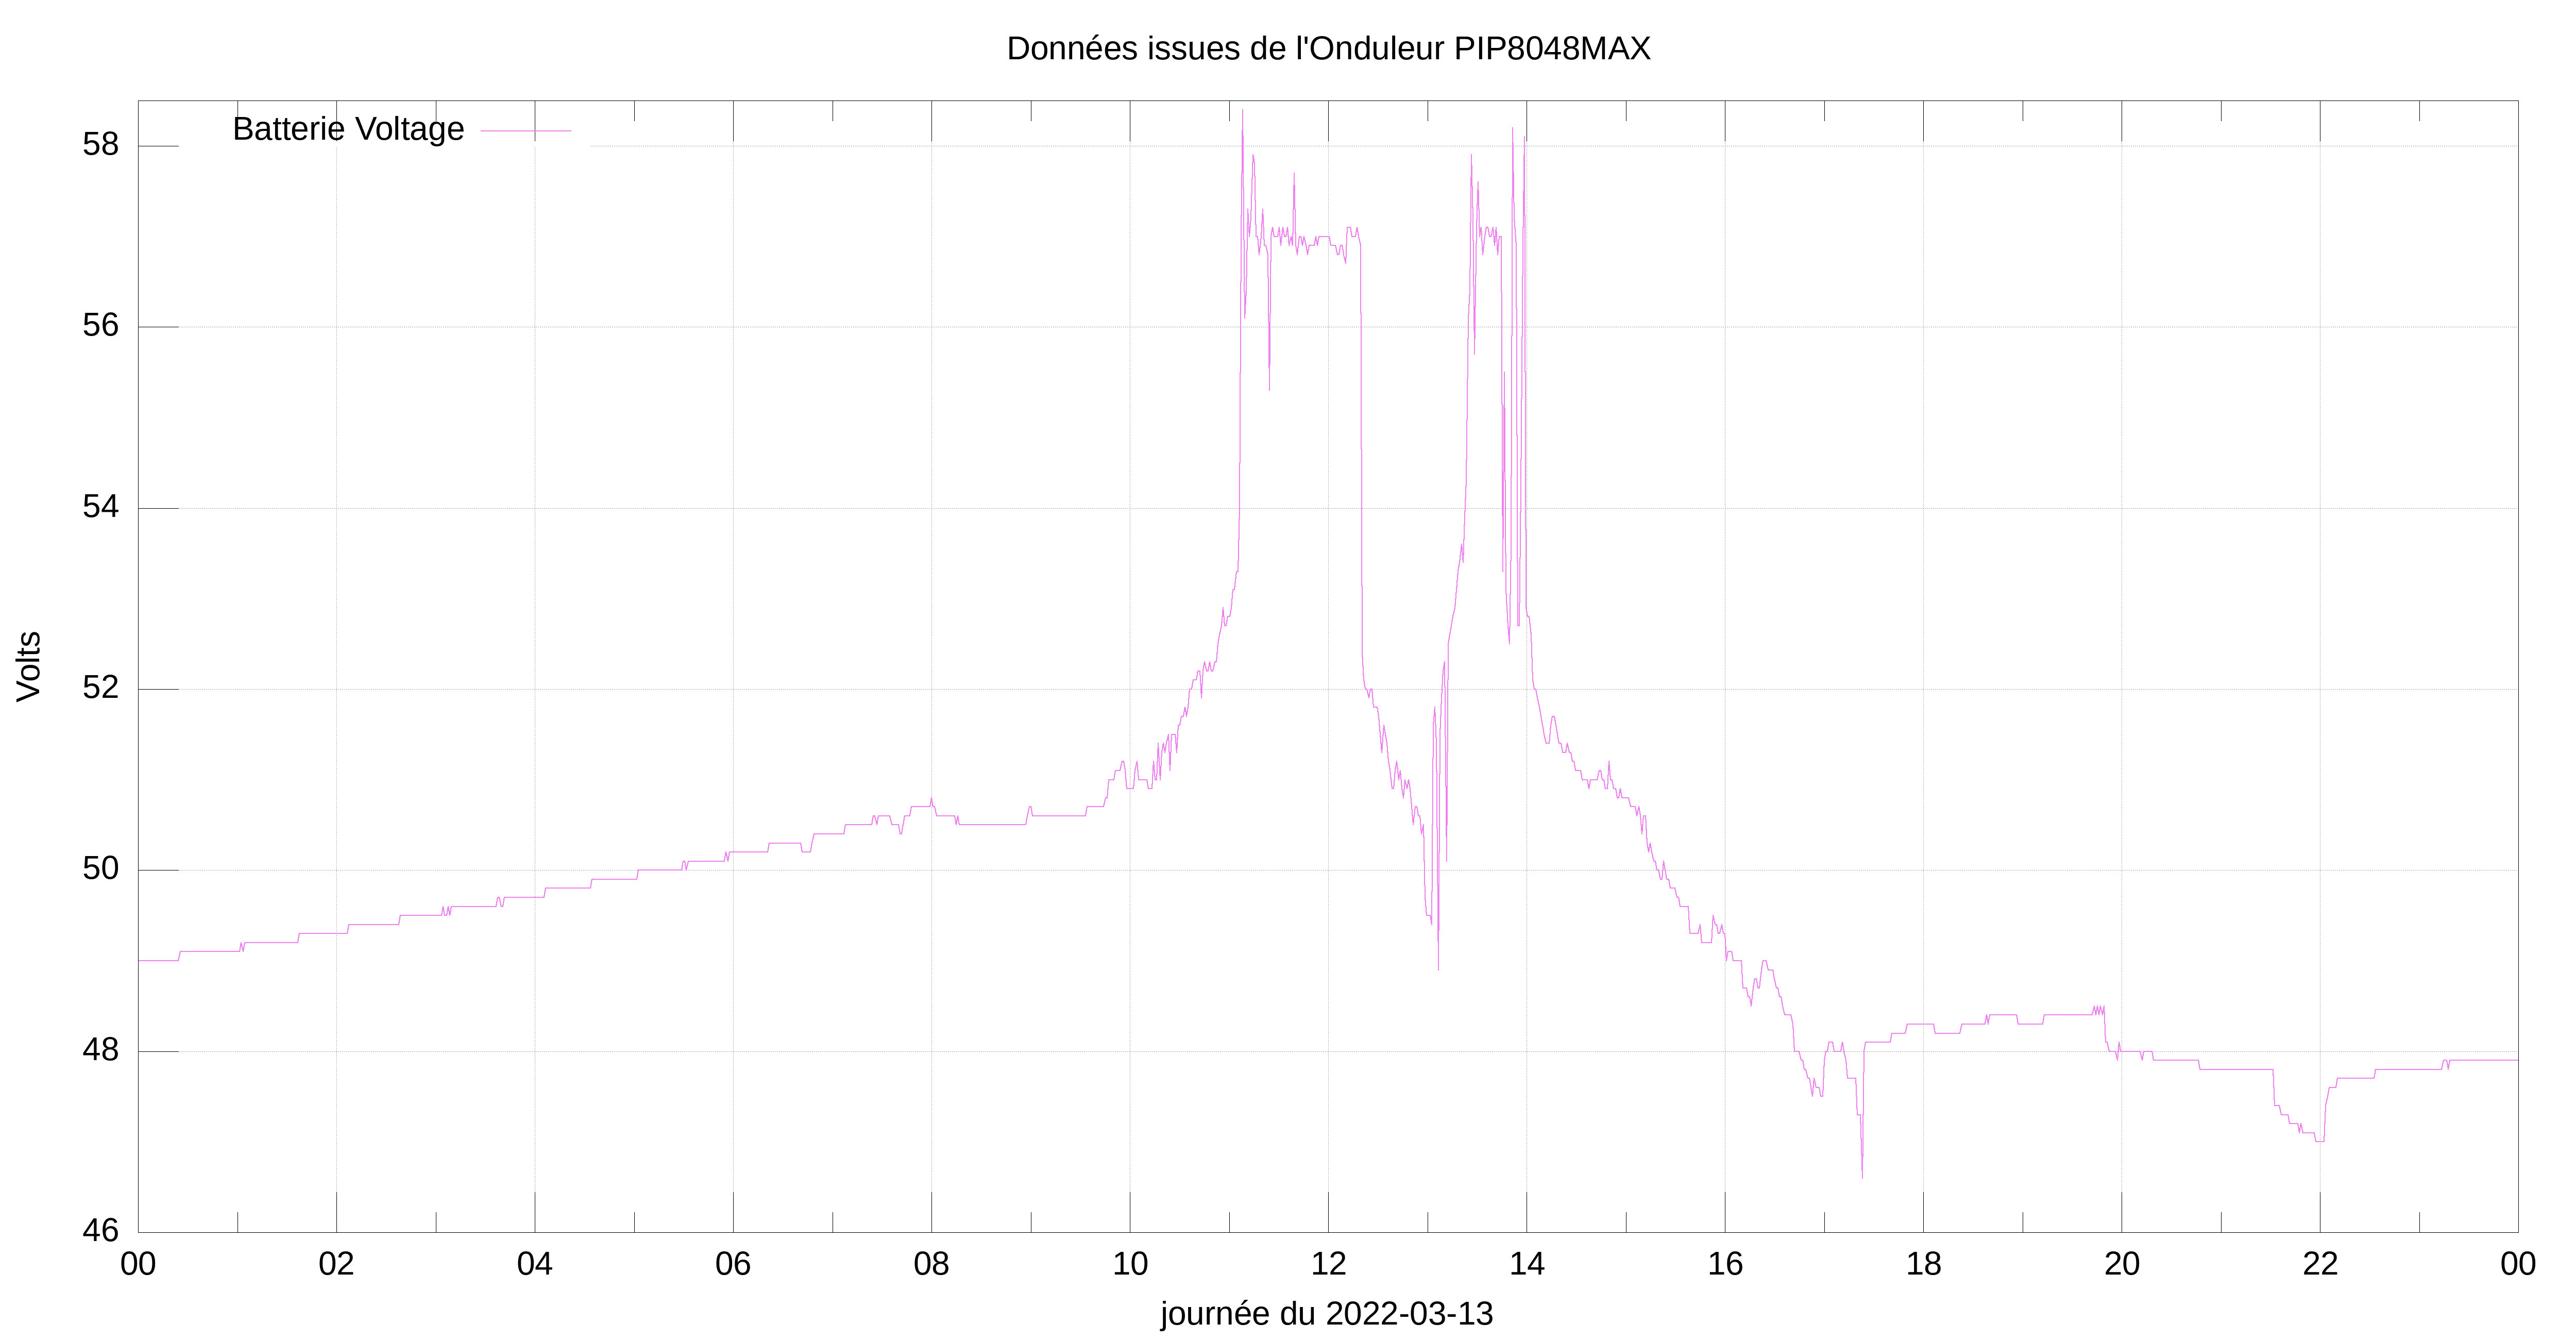 Données issues de l'Onduleur PIP8048MAX
Batterie Voltage
58
56
54
52
50
48
46
Volts
00 02 04 06 08 10 12 14 16 18 20 22 00
journée du 2022-03-13